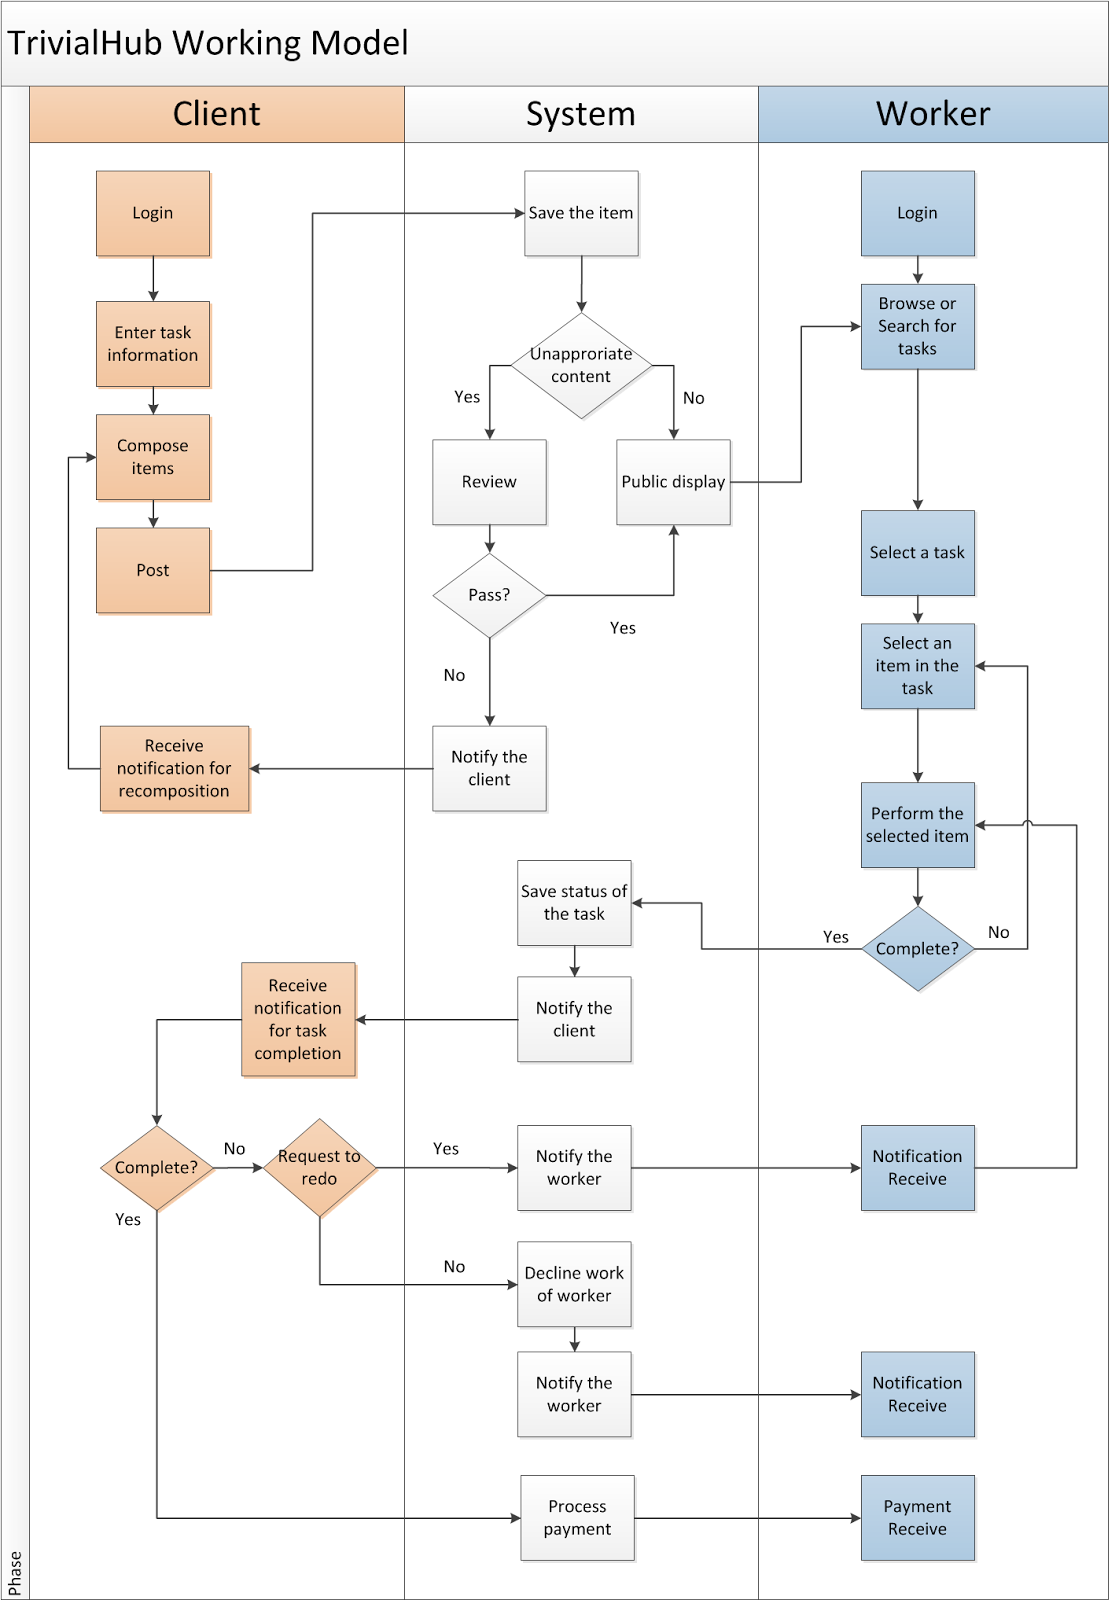 TrivialHub Working Model
Client
System
Worker
Login
Save the item
Login
Enter task
information
Unapproriate
content
Browse or
Search for
tasks
Yes
No
Compose
items
Review
Public display
Post
Pass?
Select a task
Yes
No
Select an
item in the
task
Receive
notification for
recomposition
Notify the
client
Perform the
selected item
Save status of
the task
Yes
Complete?
No
Receive
notification
for task
completion
Notify the
client
Complete?
No
Request to
redo
Yes
Notify the
worker
Notification
Receive
Yes
No
Decline work
of worker
Notify the
worker
Notification
Receive
Process
payment
Payment
Receive
Phase